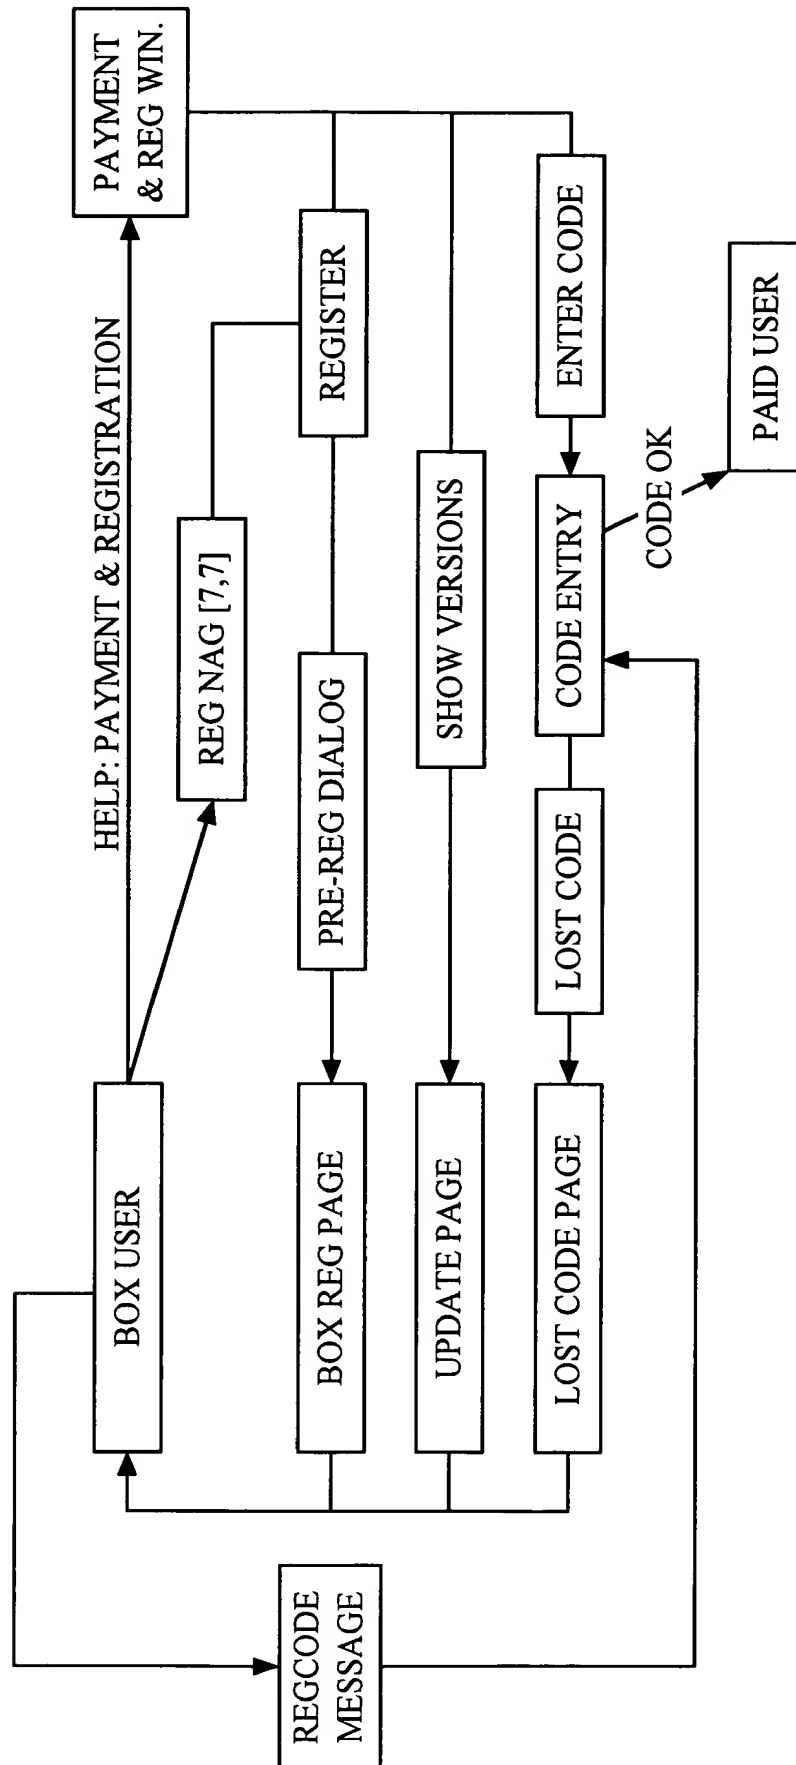 BOX USER
HELP: PAYMENT & REGISTRATION
PAYMENT
& REG WIN.
REG NAG [7,7]
REGCODE
MESSAGE
BOX REG PAGE
PRE-REG DIALOG
REGISTER
UPDATE PAGE
SHOW VERSIONS
LOST CODE PAGE
LOST CODE
CODE ENTRY
ENTER CODE
CODE OK
PAID USER